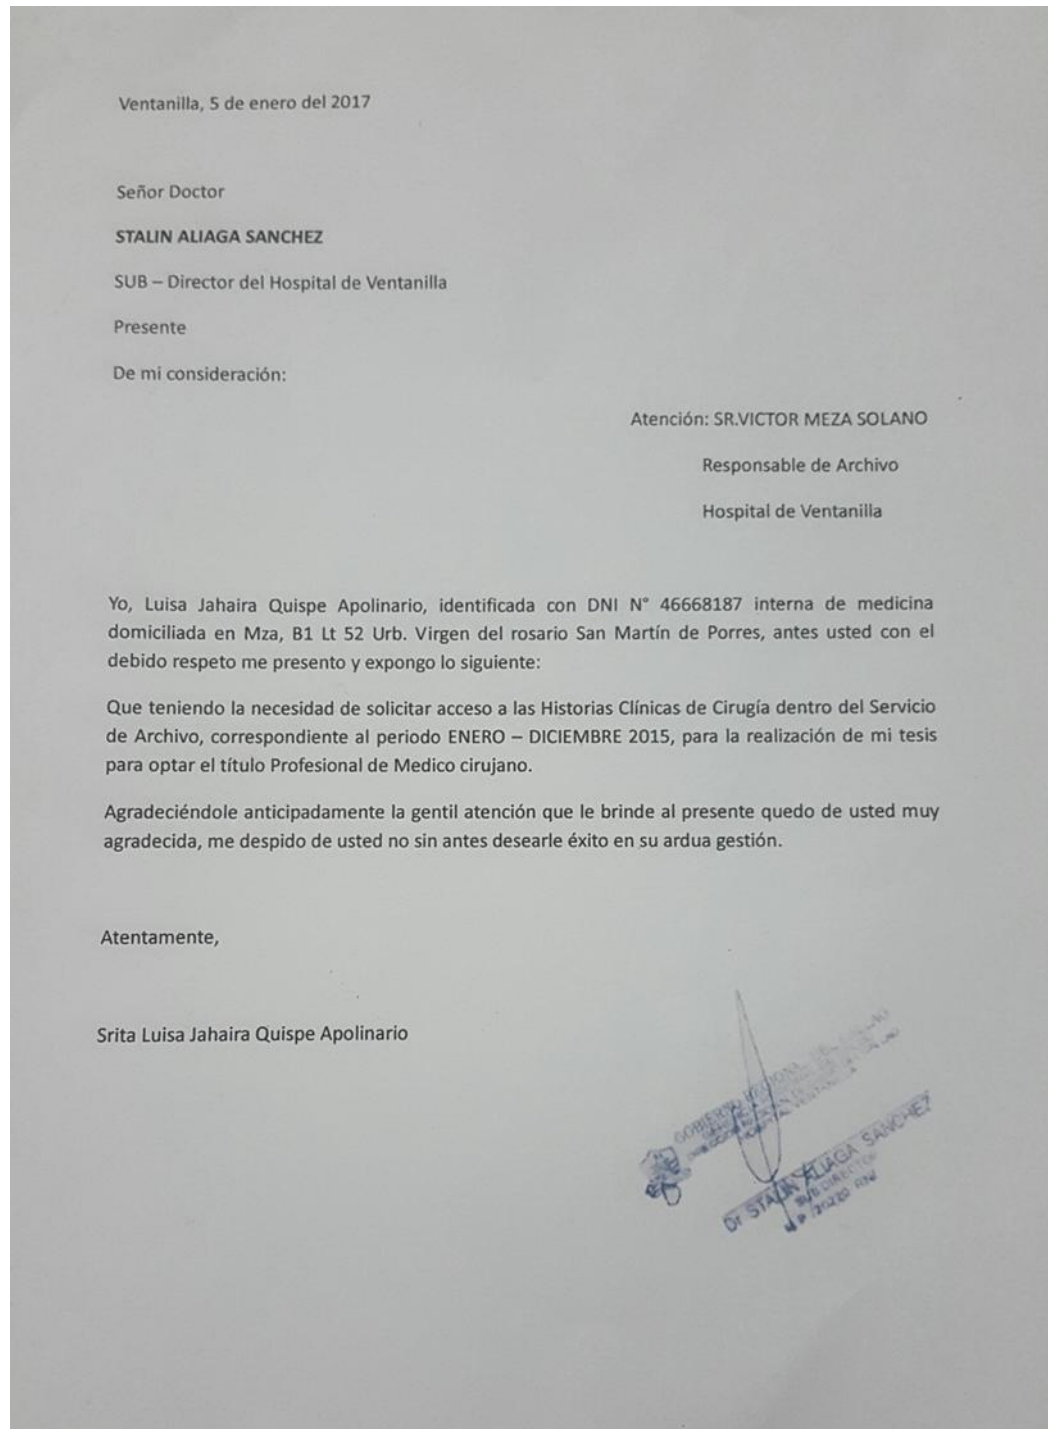 Ventanilla, 5 de enero del 2017
Señor Doctor
STALIN ALIAGA SANCHEZ
SUB – Director del Hospital de Ventanilla
Presente
De mi consideración:
Atención: SR.VICTOR MEZA SOLANO
Responsable de Archivo
Hospital de Ventanilla
Yo, Luisa Jahaira Quispe Apolinario, identificada con DNI N° 46668187 interna de medicina
domiciliada en Mza, B1 Lt 52 Urb. Virgen del rosario San Martín de Porres, antes usted con el
debido respeto me presento y expongo lo siguiente:
Que teniendo la necesidad de solicitar acceso a las Historias Clínicas de Cirugía dentro del Servicio
de Archivo, correspondiente al periodo ENERO – DICIEMBRE 2015, para la realización de mi tesis
para optar el título Profesional de Medico cirujano.
Agradeciéndole anticipadamente la gentil atención que le brinde al presente quedo de usted muy
agradecida, me despido de usted no sin antes desearle éxito en su ardua gestión.
Atentamente,
Srita Luisa Jahaira Quispe Apolinario
GOBIERNO REGIONAL DEL
HOSPITAL VENTANILLA
Dr STALIN ALIAGA SANCHEZ
SUB DIRECTOR